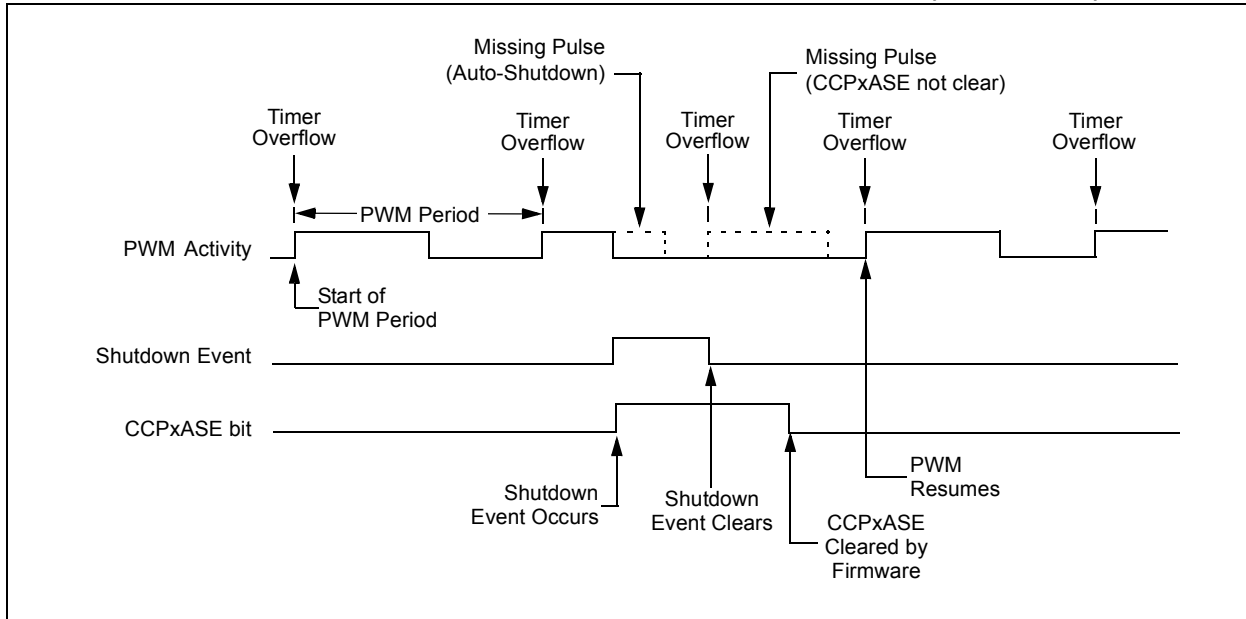 Missing Pulse
(Auto-Shutdown)
Missing Pulse
(CCPxASE not clear)
Timer
Overflow
Timer
Overflow
Timer
Overflow
Timer
Overflow
Timer
Overflow
PWM Period
PWM Activity
Start of
PWM Period
Shutdown Event
CCPxASE bit
Shutdown
Event Occurs
Shutdown
Event Clears
CCPxASE
Cleared by
Firmware
PWM
Resumes